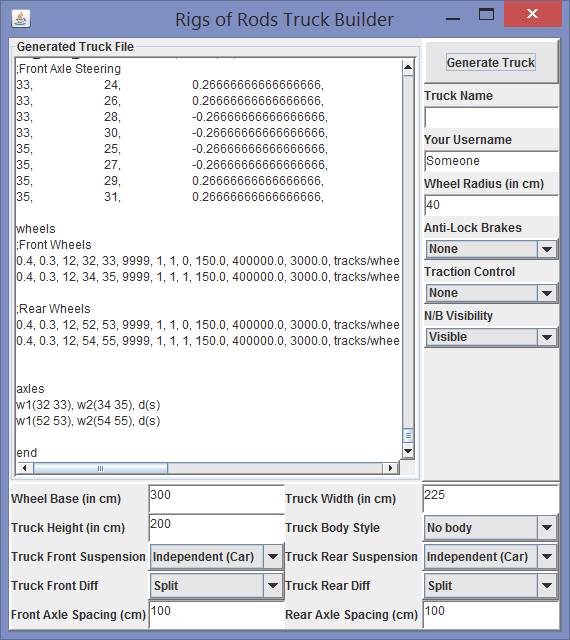 Rigs of Rods Truck Builder
Generated Truck File
;Front Axle Steering
33, 24, 0.26666666666666666,
33, 26, 0.26666666666666666,
33, 28, -0.26666666666666666,
33, 30, -0.26666666666666666,
35, 25, -0.26666666666666666,
35, 27, -0.26666666666666666,
35, 29, 0.26666666666666666,
35, 31, 0.26666666666666666,
wheels
;Front Wheels
0.4, 0.3, 12, 32, 33, 9999, 1, 1, 0, 150.0, 400000.0, 3000.0, tracks/whee
0.4, 0.3, 12, 34, 35, 9999, 1, 1, 1, 150.0, 400000.0, 3000.0, tracks/whee
;Rear Wheels
0.4, 0.3, 12, 52, 53, 9999, 1, 1, 0, 150.0, 400000.0, 3000.0, tracks/whee
0.4, 0.3, 12, 54, 55, 9999, 1, 1, 1, 150.0, 400000.0, 3000.0, tracks/whee
axles
w1(32 33), w2(34 35), d(s)
w1(52 53), w2(54 55), d(s)
end
Generate Truck
Truck Name
Your Username
Someone
Wheel Radius (in cm)
40
Anti-Lock Brakes
None
Traction Control
None
N/B Visibility
Visible
Wheel Base (in cm) 300 Truck Width (in cm) 225
Truck Height (in cm) 200 Truck Body Style No body
Truck Front Suspension Independent (Car) Truck Rear Suspension Independent (Car)
Truck Front Diff Split Truck Rear Diff Split
Front Axle Spacing (cm) 100 Rear Axle Spacing (cm) 100